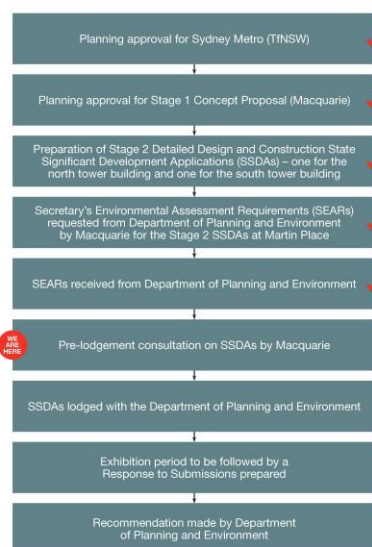 Planning approval for Sydney Metro (TfNSW)
Planning approval for Stage 1 Concept Proposal (Macquarie)
Preparation of Stage 2 Detailed Design and Construction State
Significant Development Applications (SSDAs) – one for the
north tower building and one for the south tower building
Secretary's Environmental Assessment Requirements (SEARs)
requested from Department of Planning and Environment
by Macquarie for the Stage 2 SSDAs at Martin Place
SEARs received from Department of Planning and Environment
WE
ARE
HERE
Pre-lodgement consultation on SSDAs by Macquarie
SSDAs lodged with the Department of Planning and Environment
Exhibition period to be followed by a
Response to Submissions prepared
Recommendation made by Department
of Planning and Environment